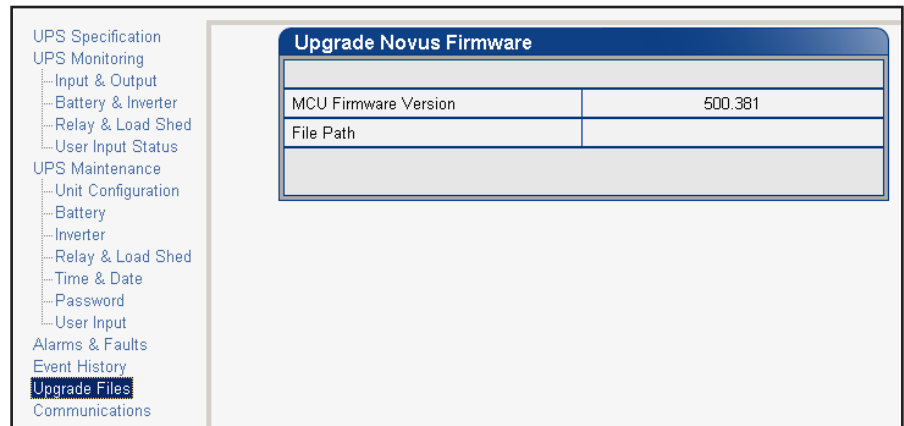 UPS Specification
UPS Monitoring
Input & Output
Battery & Inverter
Relay & Load Shed
User Input Status
UPS Maintenance
Unit Configuration
Battery
Inverter
Relay & Load Shed
Time & Date
Password
User Input
Alarms & Faults
Event History
Upgrade Files
Communications
Upgrade Novus Firmware
MCU Firmware Version 500.381
File Path